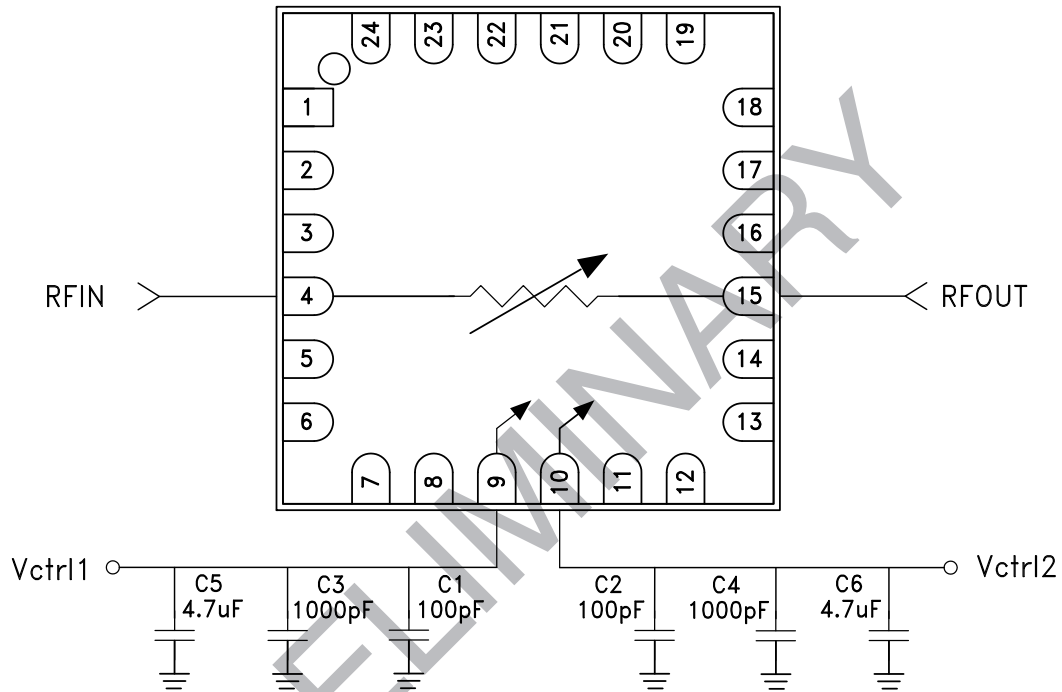 24 23 22 21 20 19
1 18
2 17
3 16
RFIN 4 15 RFOUT
5 14
6 13
7 8 9 10 11 12
Vctrl1 Vctrl2
C5 C3 C1 C2 C4 C6
4.7uF 1000pF 100pF 100pF 1000pF 4.7uF
ELIMINARY